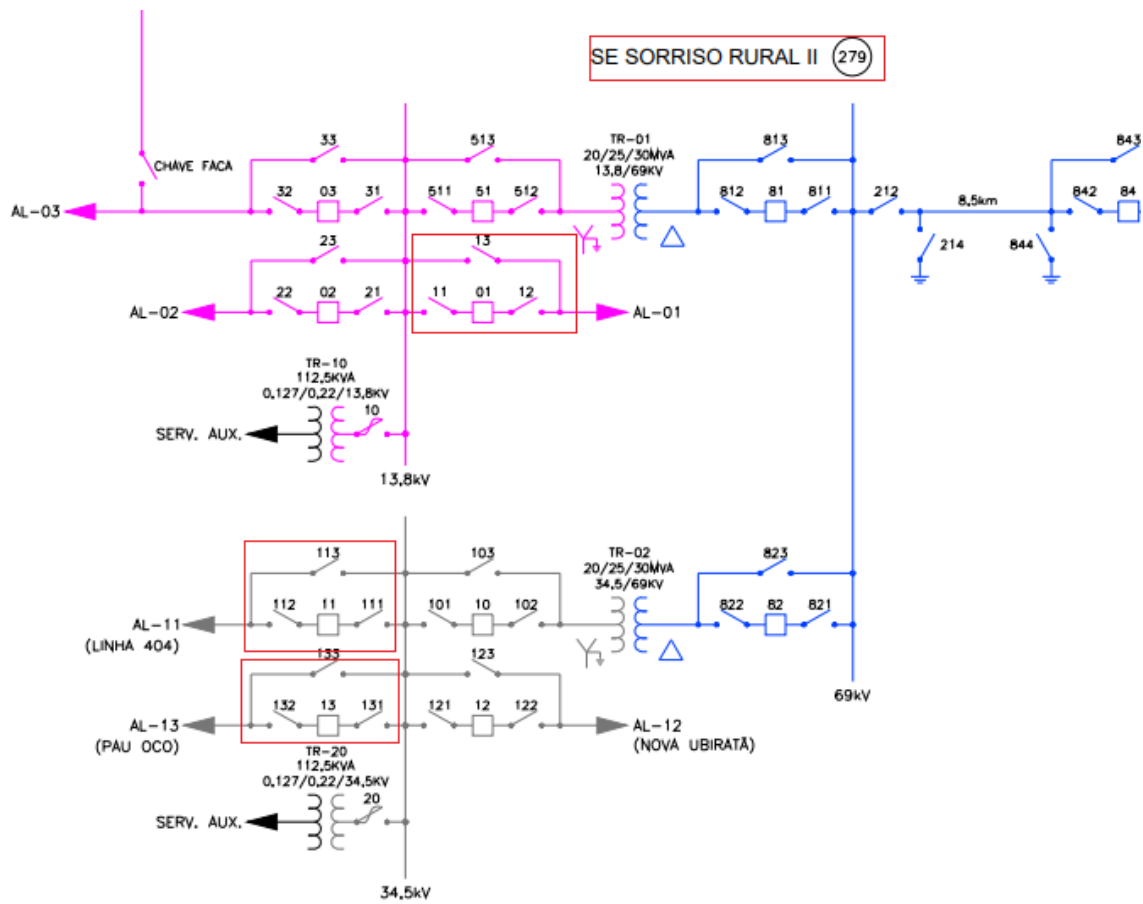 SE SORRISO RURAL II 279
33 513 TR-01 813 843
20/25/30MVA
13,8/69KV
CHAVE FACA
32 03 31 511 51 512 812 81 811 212 8,5km 842 84
AL-03
23 13 214 844
22 02 21 11 01 12
AL-02 AL-01
TR-10
112,5KVA
0,127/0,22/13,8KV
10
SERV. AUX.
13,8kV
113 103 TR-02 823
20/25/30MVA
34,5/69KV
112 11 111 101 10 102 822 82 821
AL-11
(LINHA 404)
133 123
132 13 131 121 12 122 69kV
AL-13 AL-12
(PAU OCO) (NOVA UBIRATÃ)
TR-20
112,5KVA
0,127/0,22/34,5KV
20
SERV. AUX.
34,5kV